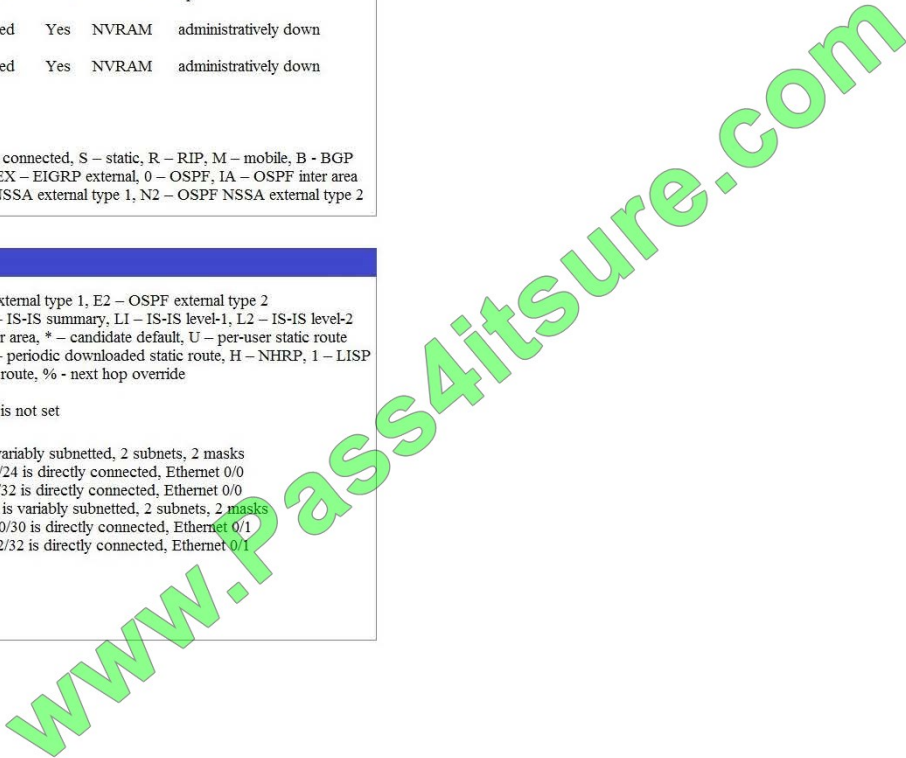 ed Yes NVRAM administratively down
ed Yes NVRAM administratively down
connected, S – static, R – RIP, M – mobile, B - BGP
EX – EIGRP external, 0 – OSPF, IA – OSPF inter area
NSSA external type 1, N2 – OSPF NSSA external type 2
xternal type 1, E2 – OSPF external type 2
- IS-IS summary, LI – IS-IS level-1, L2 – IS-IS level-2
r area, * – candidate default, U – per-user static route
- periodic downloaded static route, H – NHRP, 1 – LISP
route, % - next hop override
is not set
variably subnetted, 2 subnets, 2 masks
/24 is directly connected, Ethernet 0/0
/32 is directly connected, Ethernet 0/0
is variably subnetted, 2 subnets, 2 masks
0/30 is directly connected, Ethernet 0/1
2/32 is directly connected, Ethernet 0/1
www.Pass4itsure.com